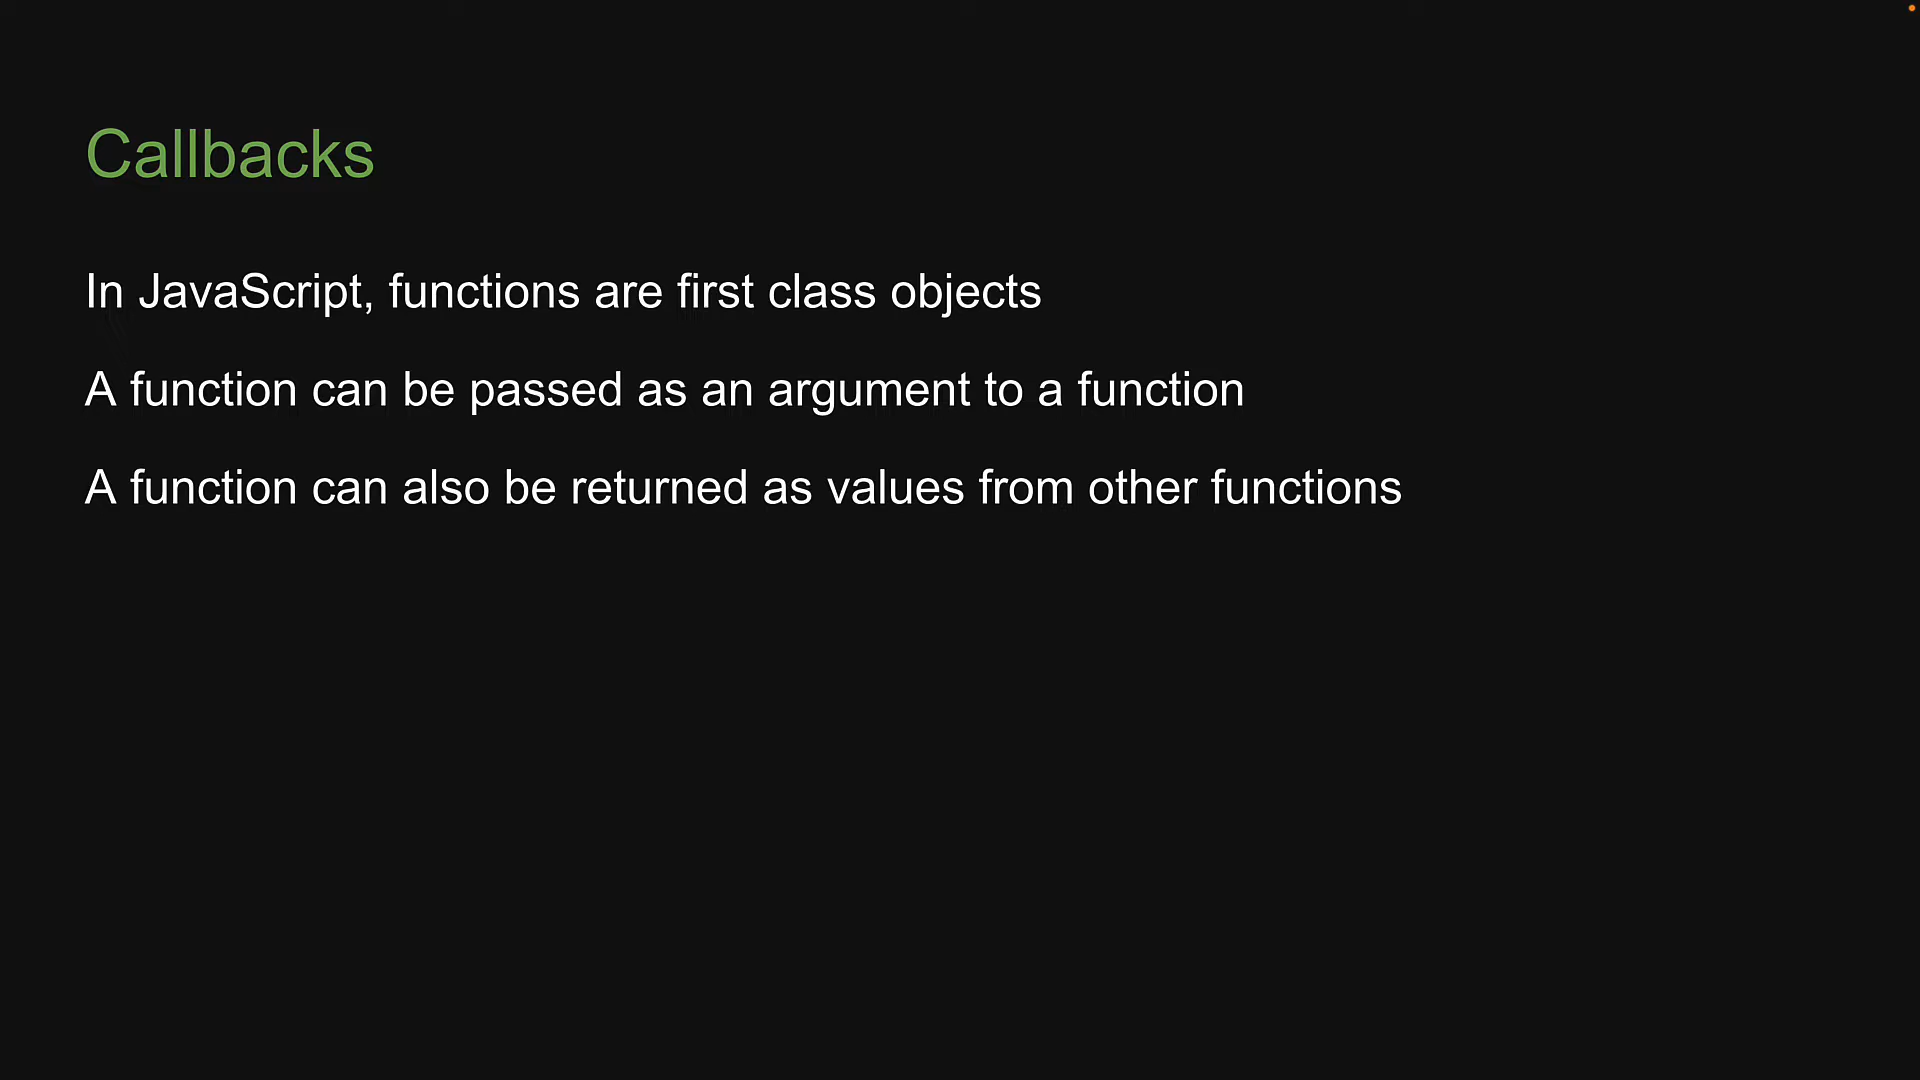 Callbacks
In JavaScript, functions are first class objects
A function can be passed as an argument to a function
A function can also be returned as values from other functions